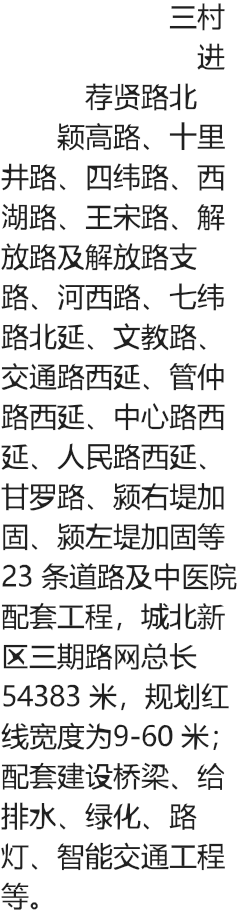 三村
进
荐贤路北
颖高路、十里
井路、四纬路、西
湖路、王宋路、解
放路及解放路支
路、河西路、七纬
路北延、文教路、
交通路西延、管仲
路西延、中心路西
延、人民路西延、
甘罗路、颍右堤加
固、颍左堤加固等
23 条道路及中医院
配套工程，城北新
区三期路网总长
54383 米，规划红
线宽度为9-60 米；
配套建设桥梁、给
排水、绿化、路
灯、智能交通工程
等。